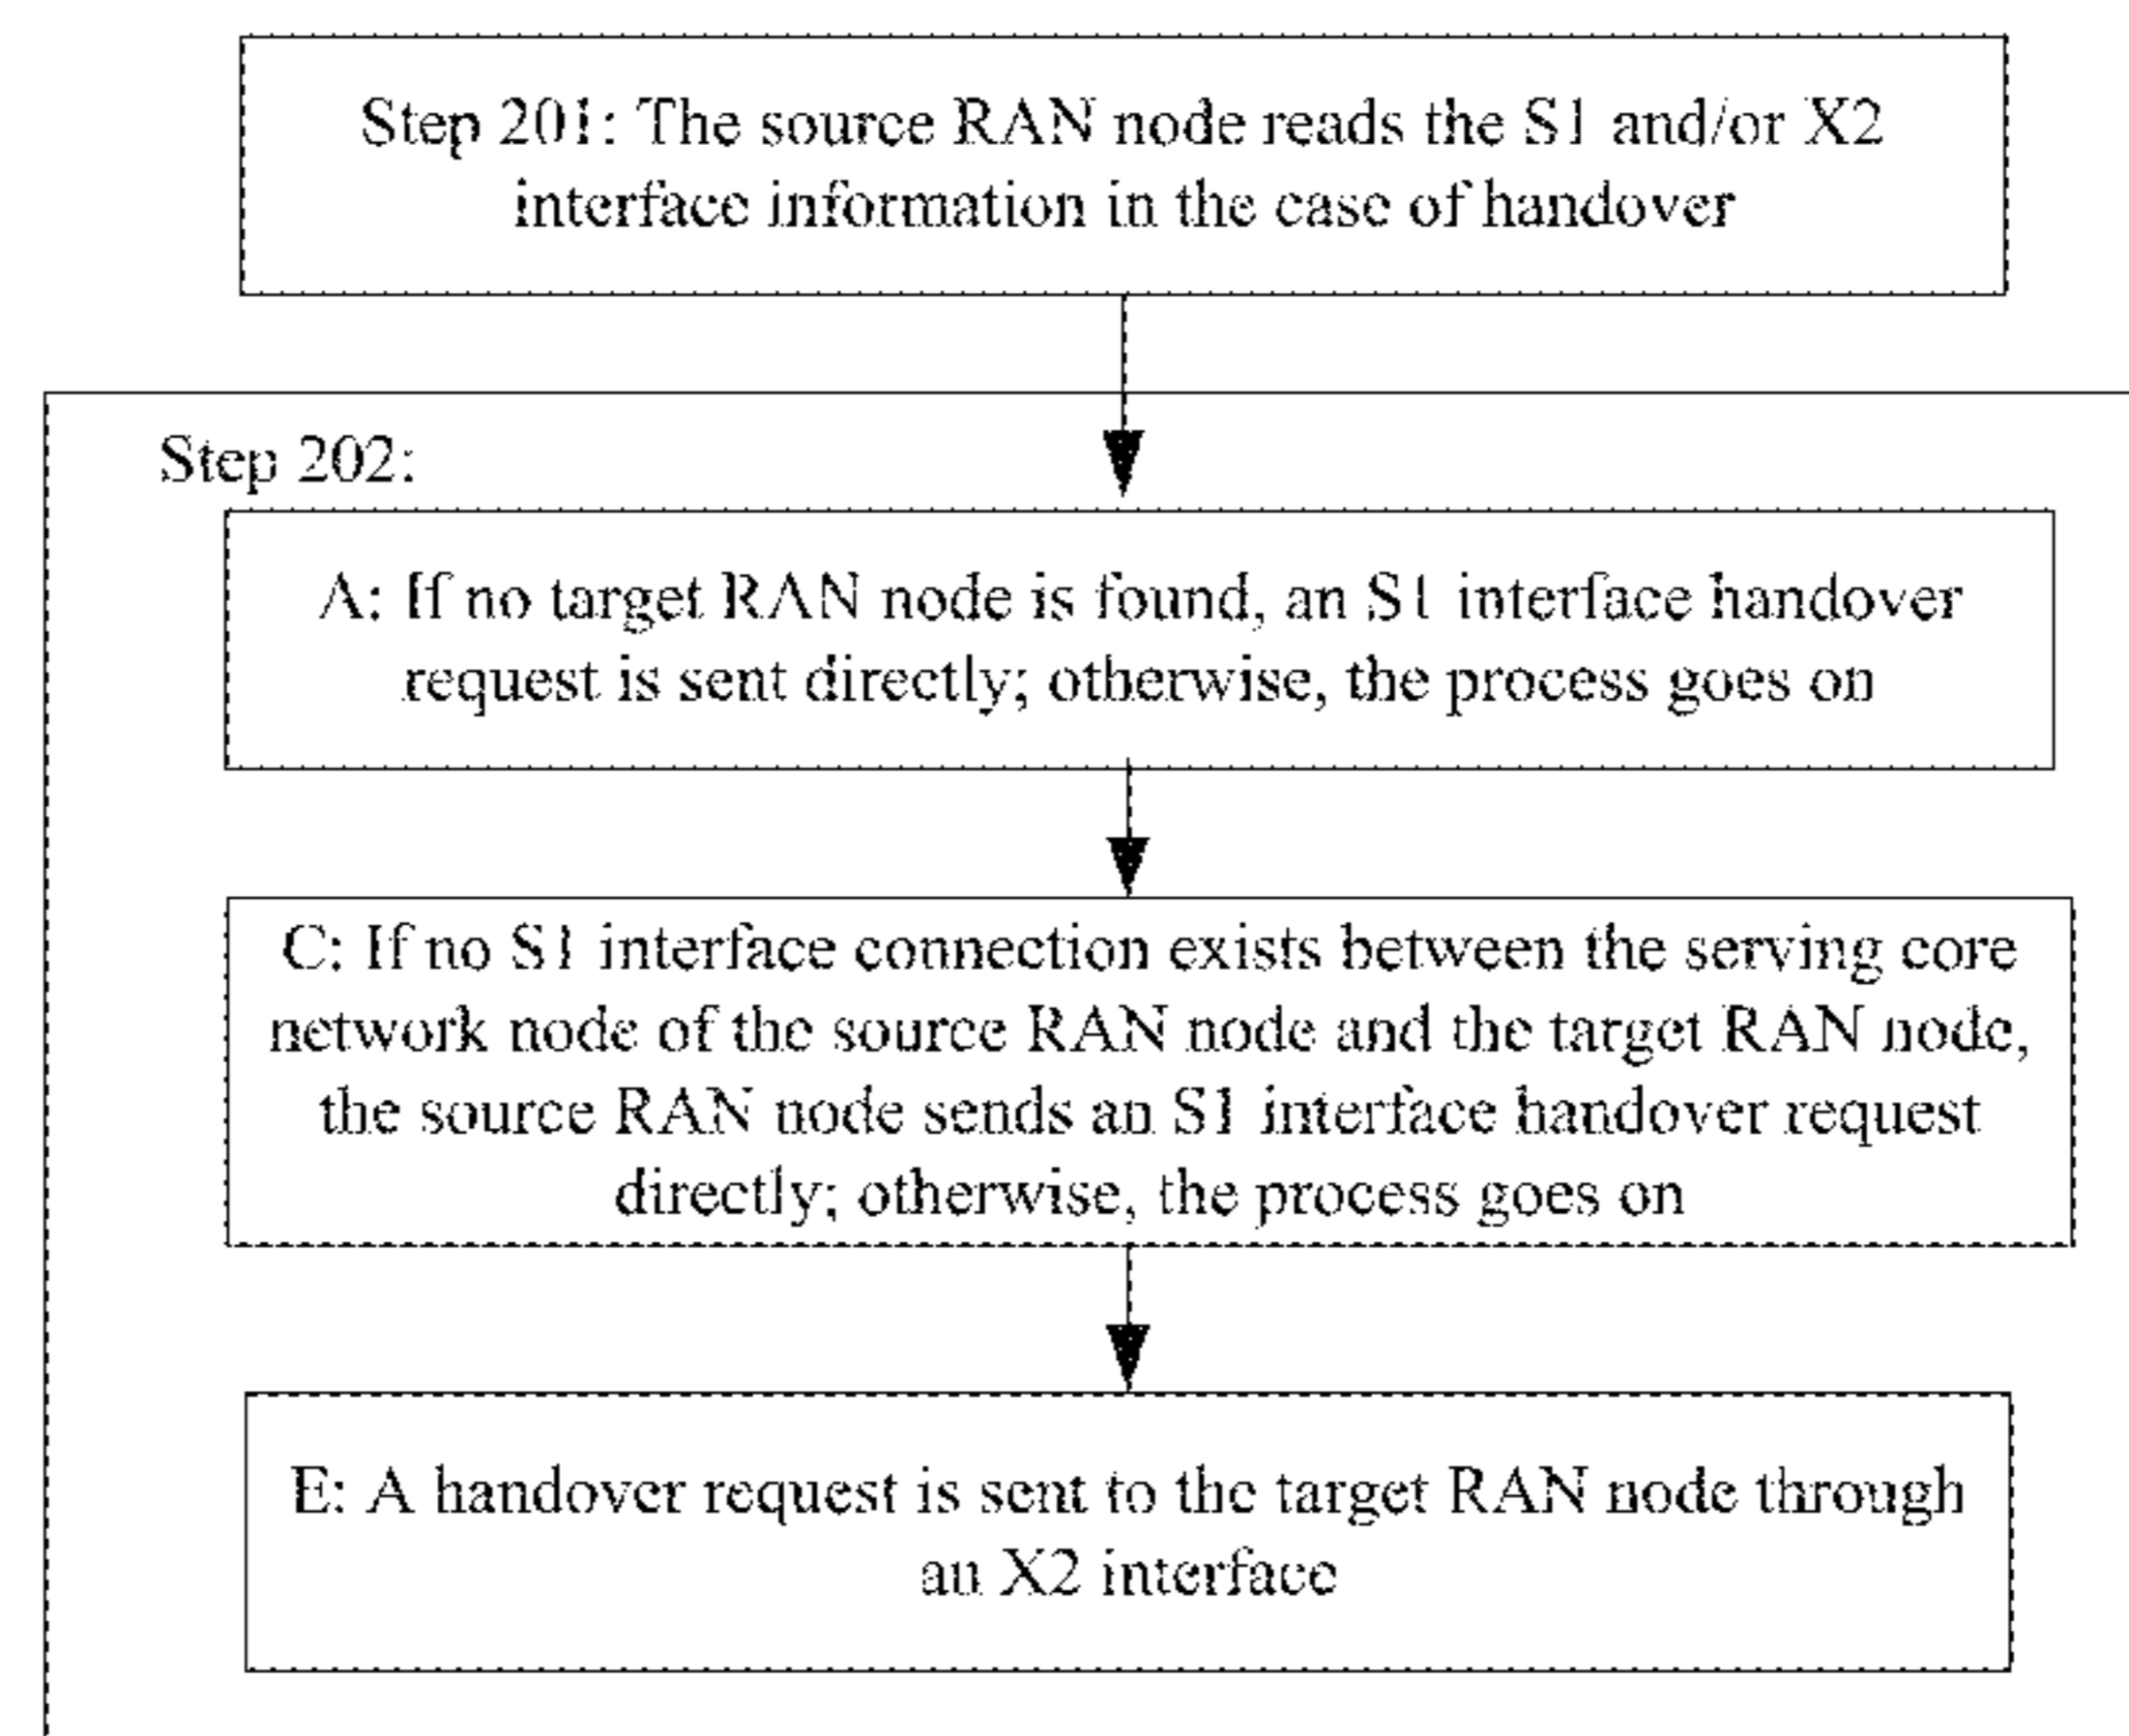 Step 201: The source RAN node reads the S1 and/or X2
interface information in the case of handover
Step 202:
A: If no target RAN node is found, an S1 interface handover
request is sent directly; otherwise, the process goes on
C: If no S1 interface connection exists between the serving core
network node of the source RAN node and the target RAN node,
the source RAN node sends an S1 interface handover request
directly; otherwise, the process goes on
E: A handover request is sent to the target RAN node through
an X2 interface